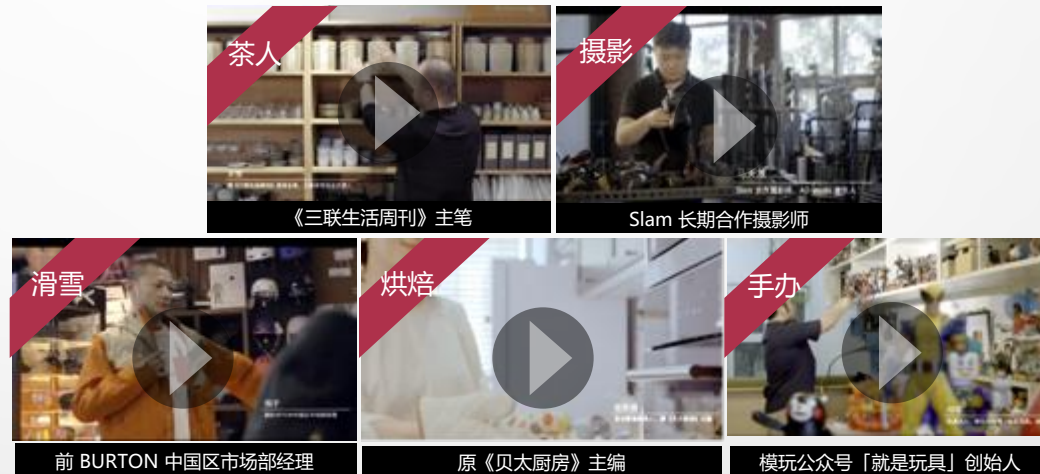 茶人
摄影
《三联生活周刊》主笔
Slam 长期合作摄影师
滑雪
烘焙
手办
前 BURTON 中国区市场部经理
原《贝太厨房》主编
模玩公众号「就是玩具」创始人